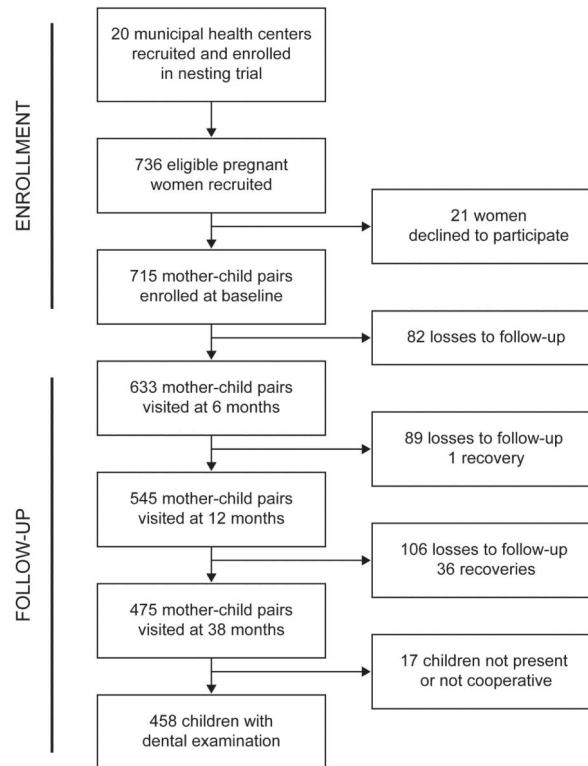 ENROLLMENT
20 municipal health centers
recruited and enrolled
in nesting trial
736 eligible pregnant
women recruited
21 women
declined to participate
715 mother-child pairs
enrolled at baseline
82 losses to follow-up
FOLLOW-UP
633 mother-child pairs
visited at 6 months
89 losses to follow-up
1 recovery
545 mother-child pairs
visited at 12 months
106 losses to follow-up
36 recoveries
475 mother-child pairs
visited at 38 months
17 children not present
or not cooperative
458 children with
dental examination